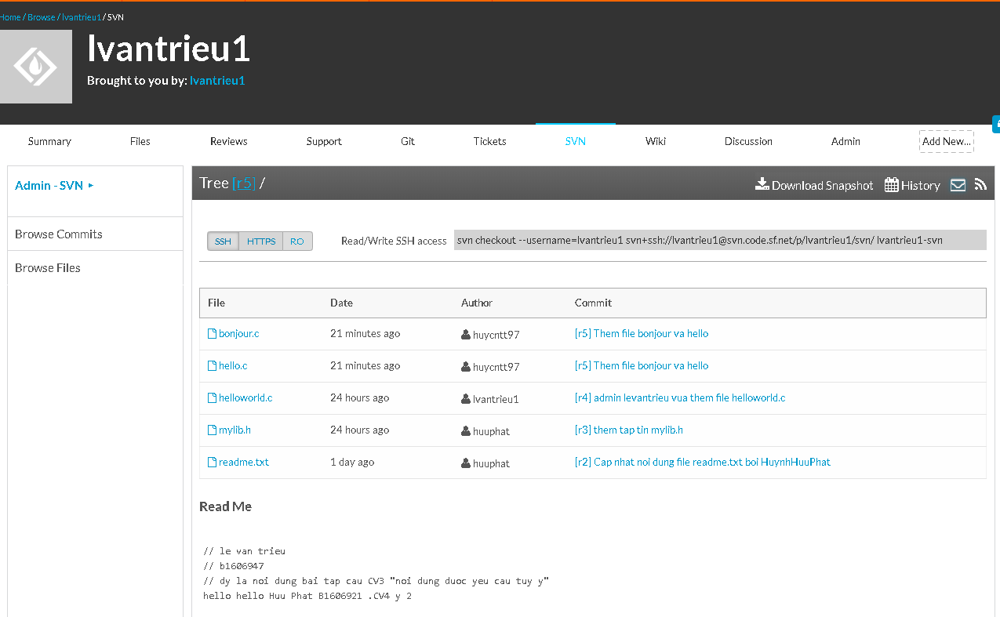 Home / Browse / lvantrieu1 / SVN
lvantrieu1
Brought to you by: lvantrieu1
Summary Files Reviews Support Git Tickets SVN Wiki Discussion Admin Add New...
Admin - SVN
Browse Commits
Browse Files
Tree [r5] /
Download Snapshot History
SSH HTTPS RO Read/Write SSH access svn checkout --username=lvantrieu1 svn+ssh://lvantrieu1@svn.code.sf.net/p/lvantrieu1/svn/ lvantrieu1-svn
File Date Author Commit
bonjour.c 21 minutes ago huycntt97 [r5] Them file bonjour va hello
hello.c 21 minutes ago huycntt97 [r5] Them file bonjour va hello
helloworld.c 24 hours ago lvantrieu1 [r4] admin levantrieu vua them file helloworld.c
mylib.h 24 hours ago huuphat [r3] them tap tin mylib.h
readme.txt 1 day ago huuphat [r2] Cap nhat noi dung file readme.txt boi HuynhHuuPhat
Read Me
// le van trieu
// b1606947
// dy la noi dung bai tap cau CV3 "noi dung duoc yeu cau tuy y"
hello hello Huu Phat B1606921 .CV4 y 2